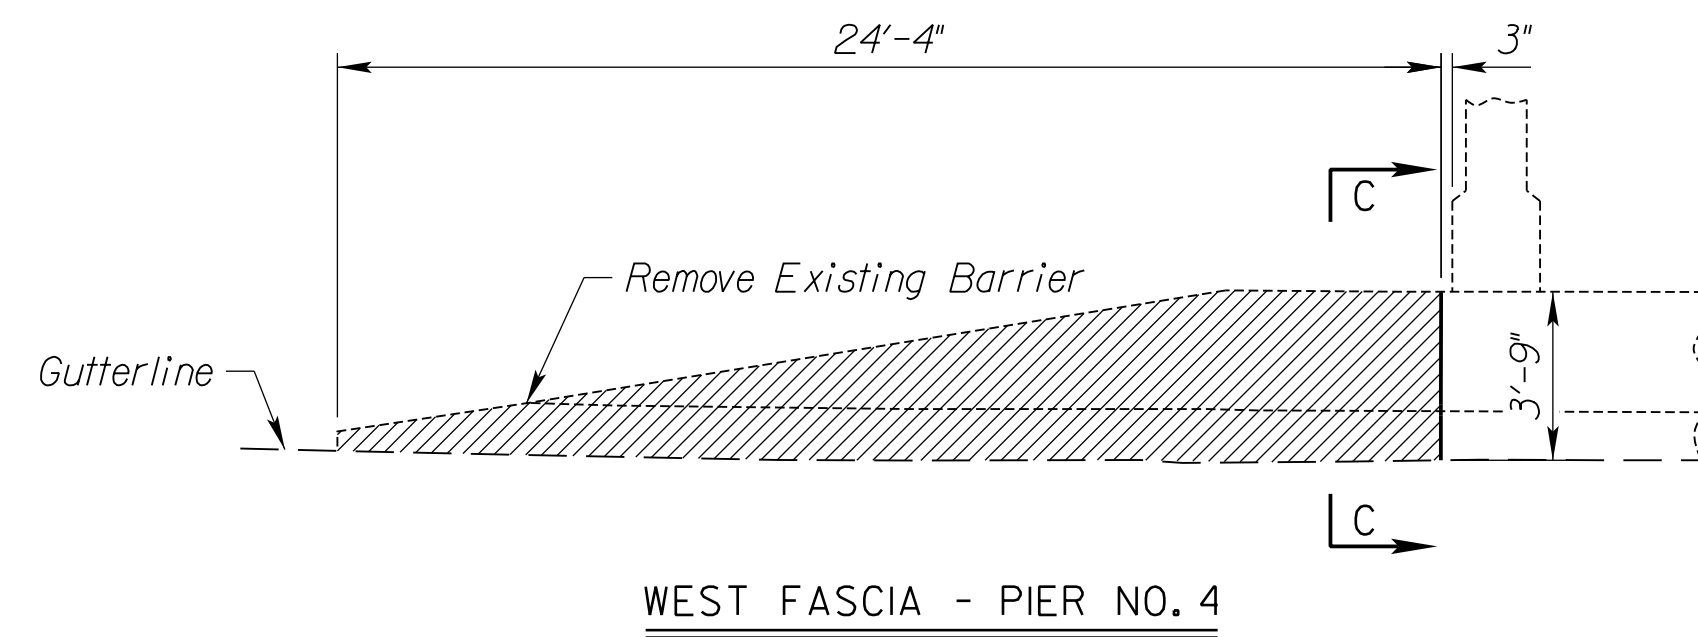 24'-4"
3"
C
Remove Existing Barrier
Gutterline
3'-9"
C
WEST FASCIA - PIER NO. 4